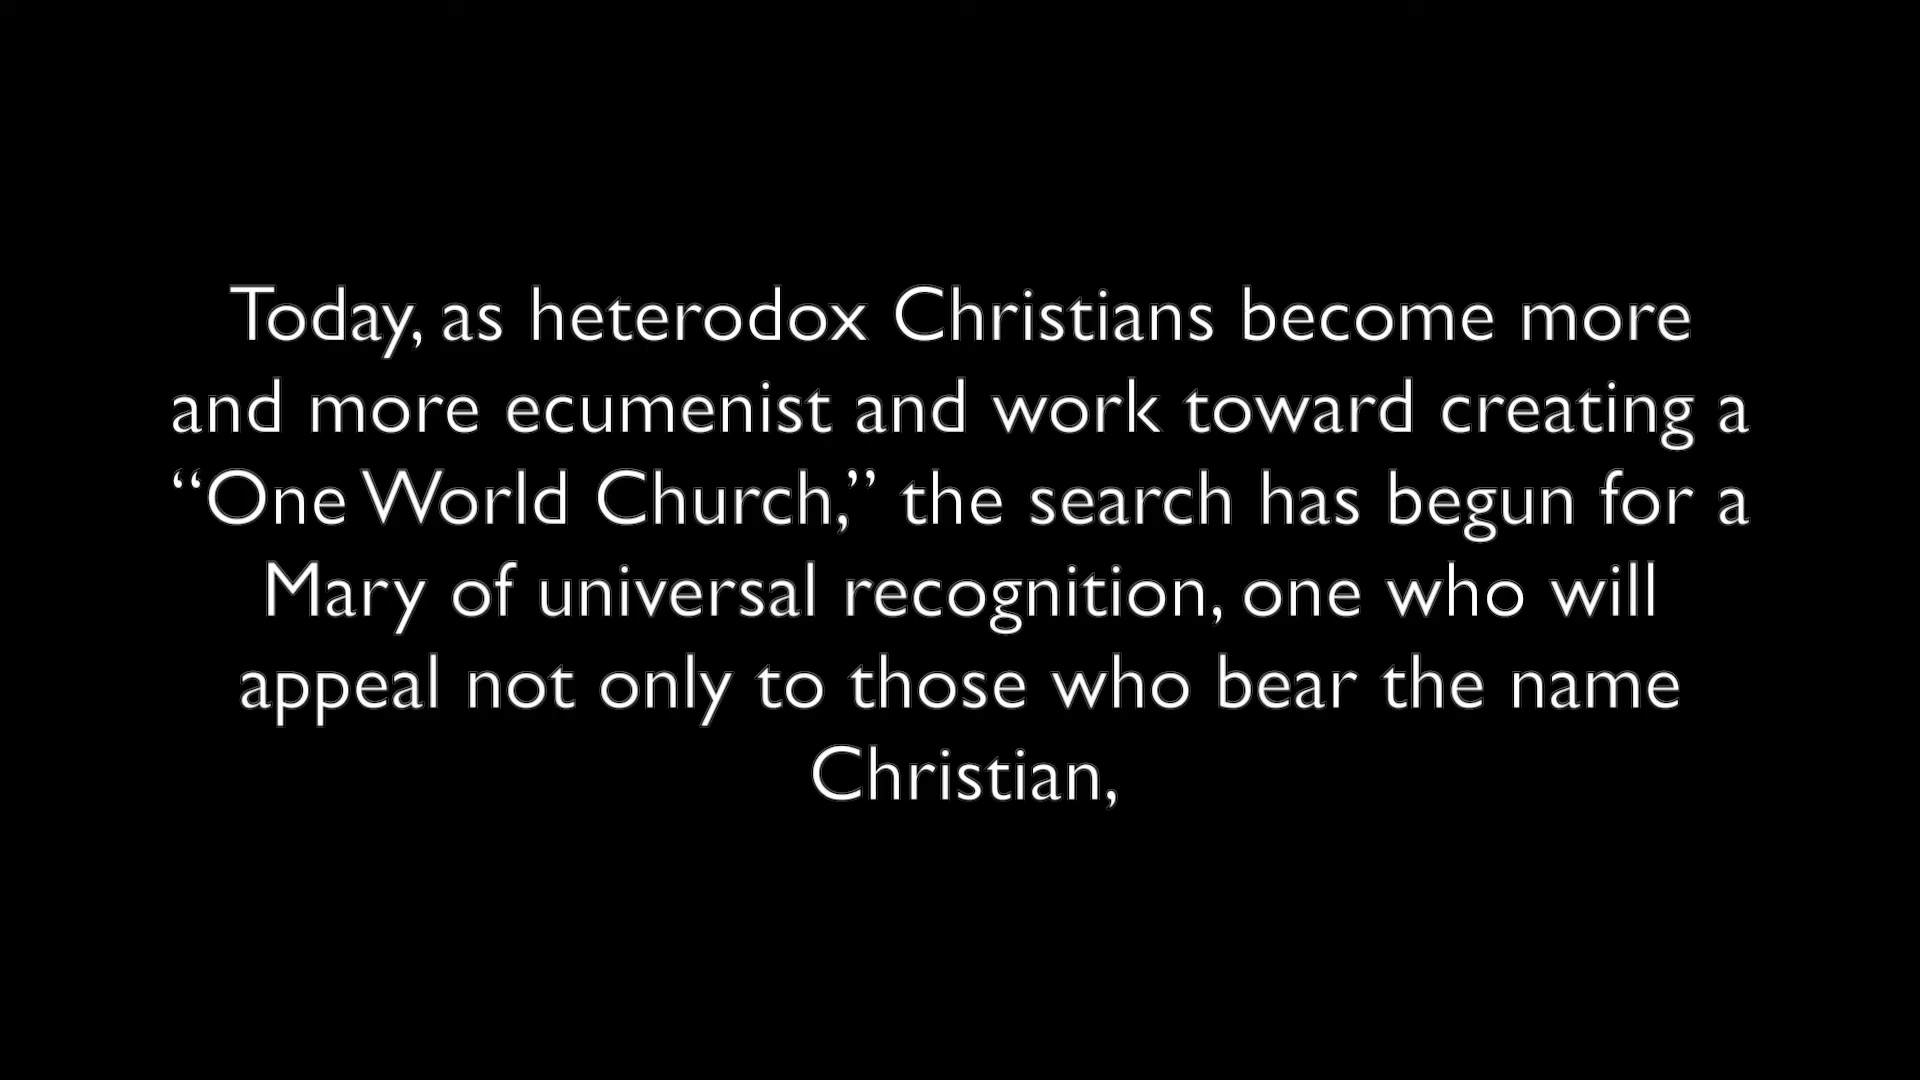 Today, as heterodox Christians become more
and more ecumenist and work toward creating a
“One World Church,” the search has begun for a
Mary of universal recognition, one who will
appeal not only to those who bear the name
Christian,